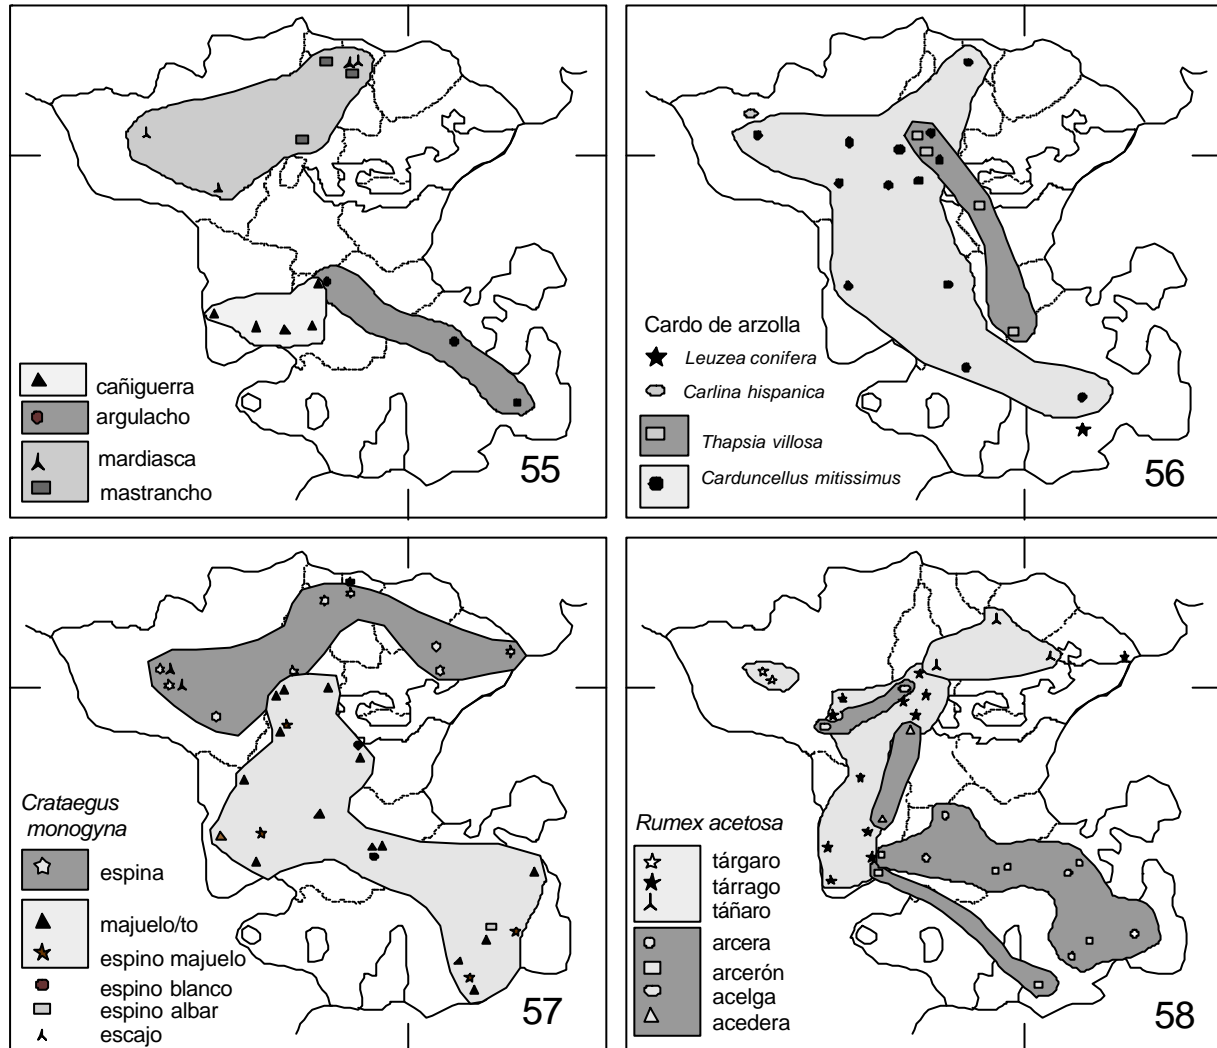 cañiguerra
argulacho
mardiasca
mastrancho
55
Cardo de arzolla
Leuzea conifera
Carlina hispanica
Thapsia villosa
Carduncellus mitissimus
56
Crataegus
monogyna
espina
majuelo/to
espino majuelo
espino blanco
espino albar
escajo
57
Rumex acetosa
tárgaro
tárrago
táñaro
arcera
arcerón
acelga
acedera
58